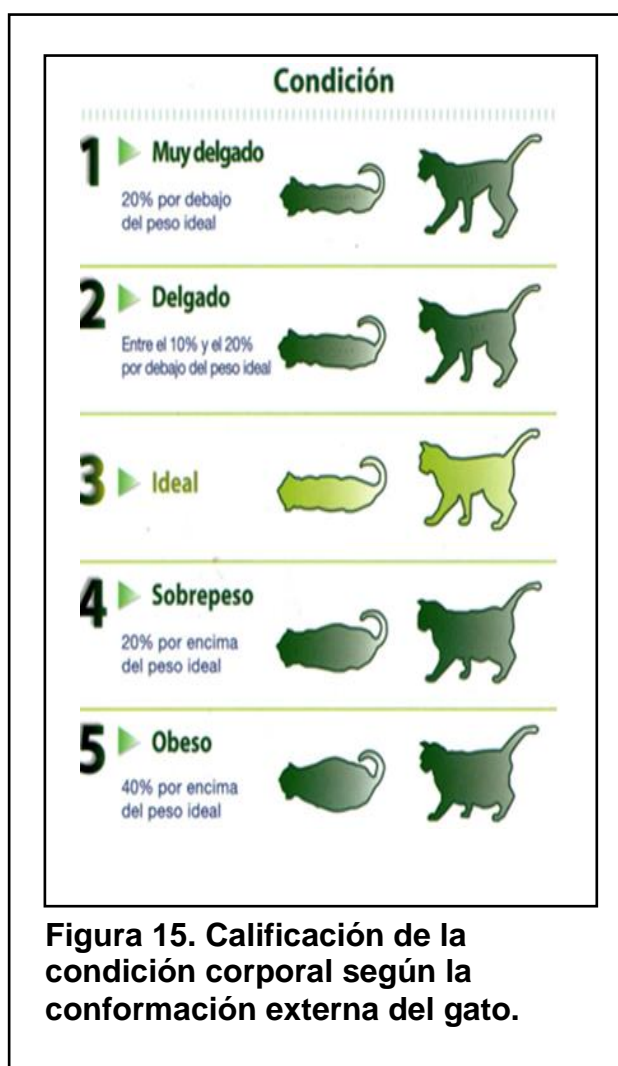 Condición
1 Muy delgado
20% por debajo
del peso ideal
2 Delgado
Entre el 10% y el 20%
por debajo del peso ideal
3 Ideal
4 Sobrepeso
20% por encima
del peso ideal
5 Obeso
40% por encima
del peso ideal
Figura 15. Calificación de la
condición corporal según la
conformación externa del gato.